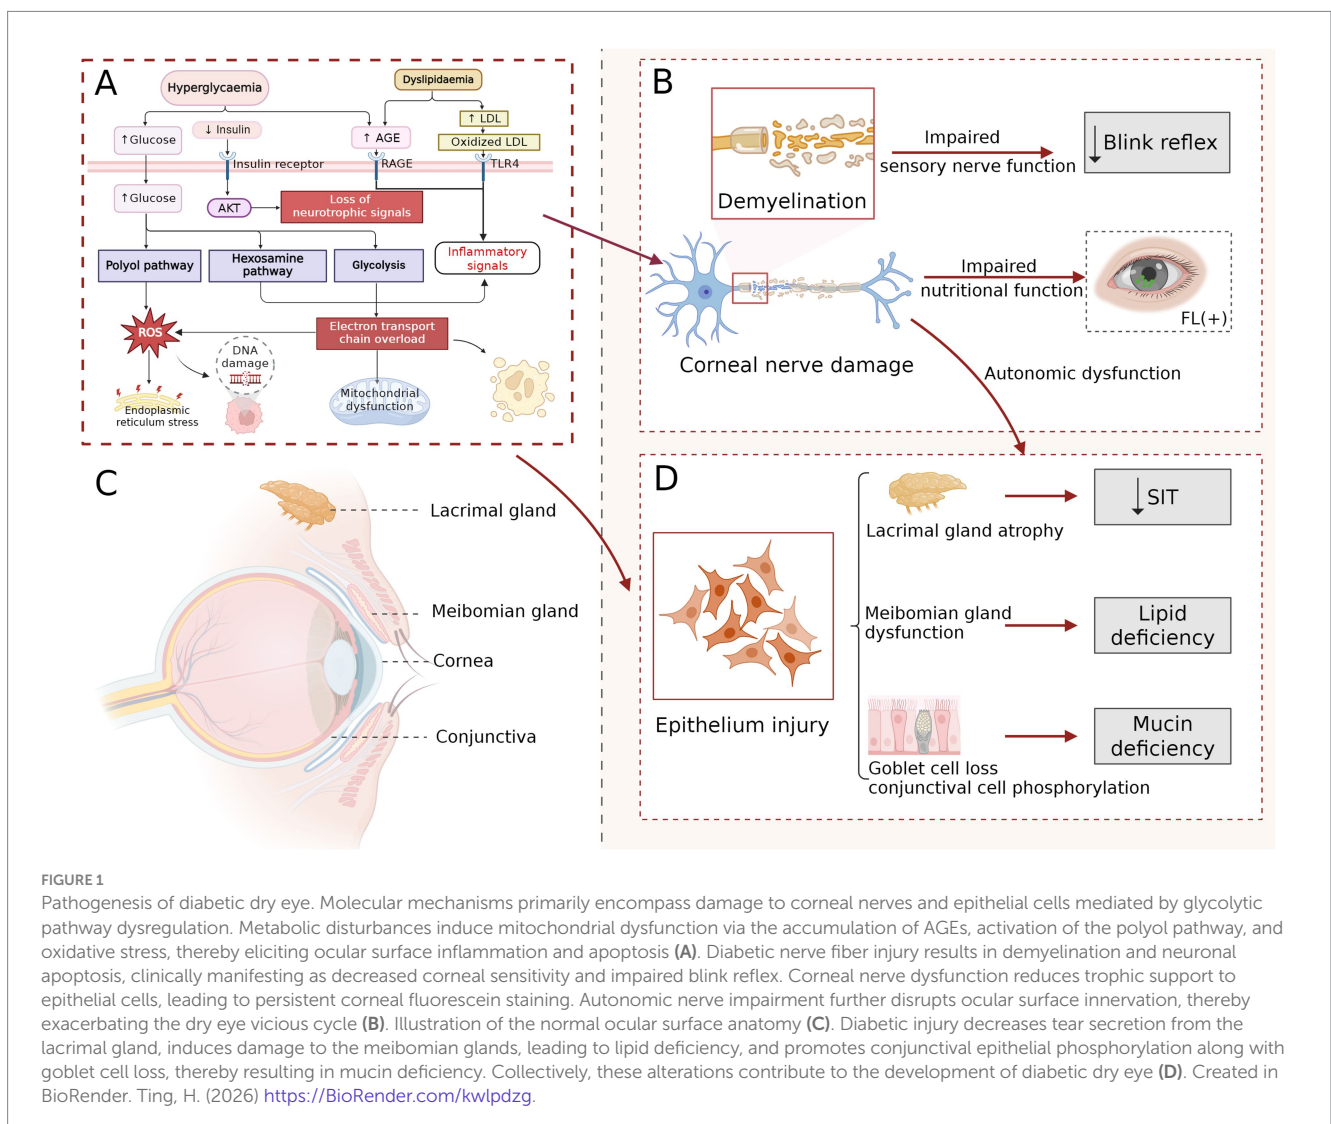 A
Hyperglycaemia
Dyslipidaemia
↑Glucose
↓ Insulin
↑ AGE
↑ LDL
Oxidized LDL
Insulin receptor
RAGE
TLR4
↑Glucose
AKT
Loss of
neurotrophic signals
Polyol pathway
Hexosamine
pathway
Glycolysis
Inflammatory
signals
ROS
DNA
damage
Electron transport
chain overload
Endoplasmic
reticulum stress
Mitochondrial
dysfunction
B
Demyelination
Impaired
sensory nerve function
↓ Blink reflex
Impaired
nutritional function
FL(+)
Corneal nerve damage
Autonomic dysfunction
C
Lacrimal gland
Meibomian gland
Cornea
Conjunctiva
D
Epithelium injury
Lacrimal gland atrophy
↓ SIT
Meibomian gland
dysfunction
Lipid
deficiency
Goblet cell loss
conjunctival cell phosphorylation
Mucin
deficiency
FIGURE 1
Pathogenesis of diabetic dry eye. Molecular mechanisms primarily encompass damage to corneal nerves and epithelial cells mediated by glycolytic
pathway dysregulation. Metabolic disturbances induce mitochondrial dysfunction via the accumulation of AGEs, activation of the polyol pathway, and
oxidative stress, thereby eliciting ocular surface inflammation and apoptosis (A). Diabetic nerve fiber injury results in demyelination and neuronal
apoptosis, clinically manifesting as decreased corneal sensitivity and impaired blink reflex. Corneal nerve dysfunction reduces trophic support to
epithelial cells, leading to persistent corneal fluorescein staining. Autonomic nerve impairment further disrupts ocular surface innervation, thereby
exacerbating the dry eye vicious cycle (B). Illustration of the normal ocular surface anatomy (C). Diabetic injury decreases tear secretion from the
lacrimal gland, induces damage to the meibomian glands, leading to lipid deficiency, and promotes conjunctival epithelial phosphorylation along with
goblet cell loss, thereby resulting in mucin deficiency. Collectively, these alterations contribute to the development of diabetic dry eye (D). Created in
BioRender. Ting, H. (2026) https://BioRender.com/kwlpdzg.